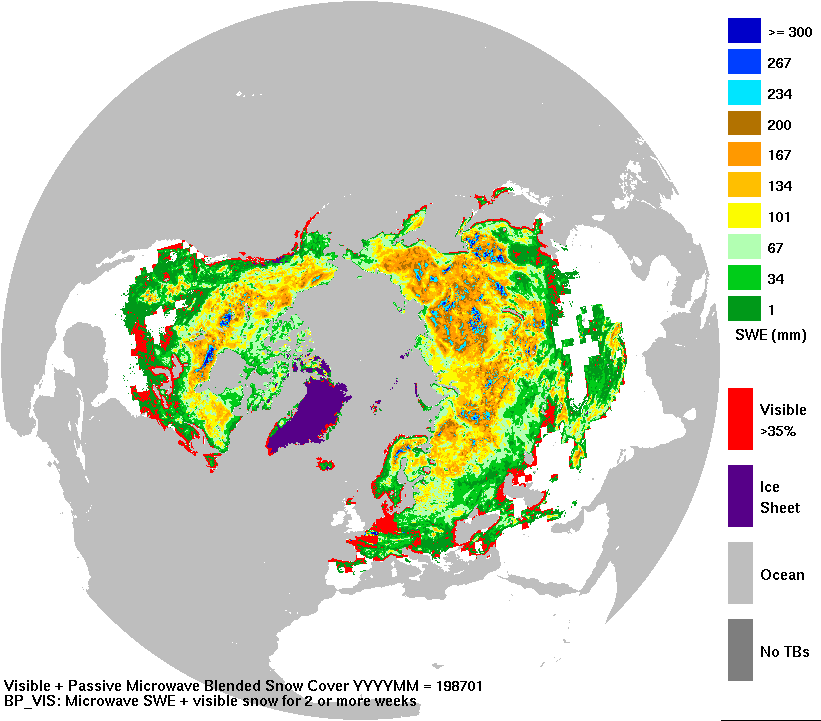 >= 300
267
234
200
167
134
101
67
34
1
SWE (mm)
Visible
>35%
Ice
Sheet
Ocean
No TBs
Visible + Passive Microwave Blended Snow Cover YYYYMM = 198701
BP_VIS: Microwave SWE + visible snow for 2 or more weeks